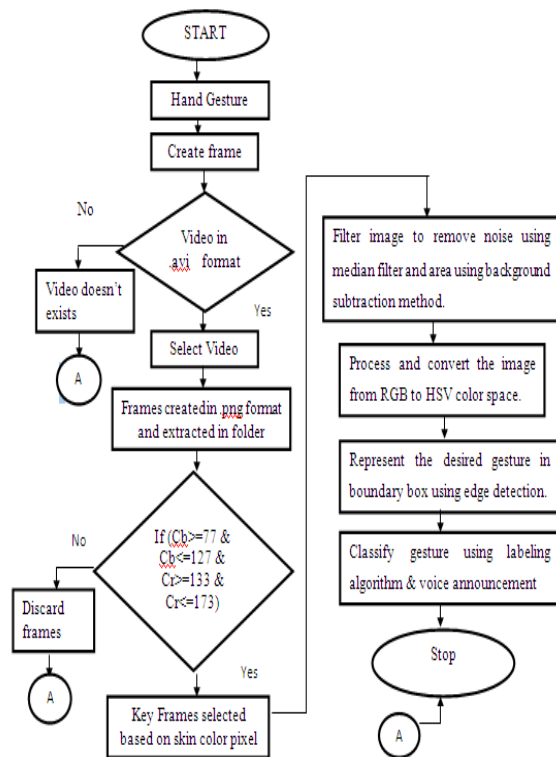 START
Hand Gesture
Create frame
No
Video in
.avi format
Video doesn't
exists
Yes
A
Select Video
Frames created in .png format
and extracted in folder
No
If (Cb>=77 &
Cb<=127 &
Cr>=133 &
Cr<=173)
Discard
frames
Yes
A
Key Frames selected
based on skin color pixel
Filter image to remove noise using
median filter and area using background
subtraction method.
Process and convert the image
from RGB to HSV color space.
Represent the desired gesture in
boundary box using edge detection.
Classify gesture using labeling
algorithm & voice announcement
Stop
A